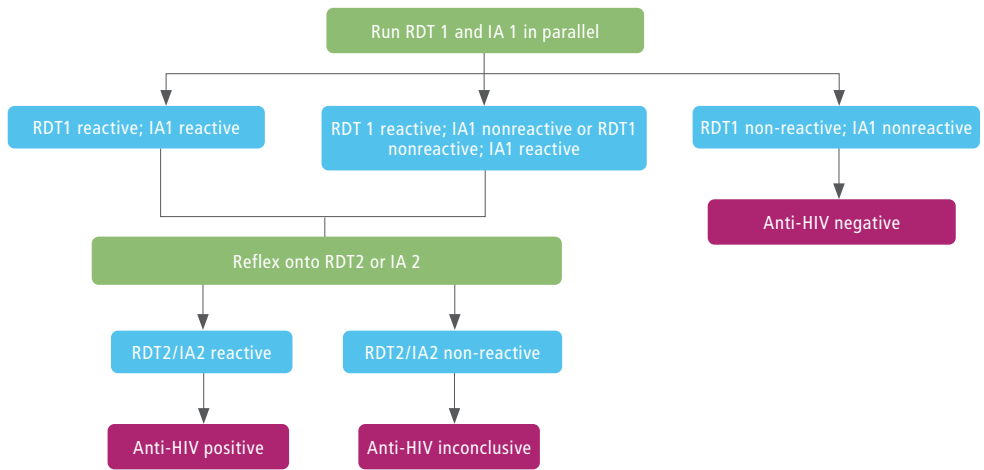 Run RDT 1 and IA 1 in parallel
RDT1 reactive; IA1 reactive
RDT 1 reactive; IA1 nonreactive or RDT1
nonreactive; IA1 reactive
RDT1 non-reactive; IA1 nonreactive
Anti-HIV negative
Reflex onto RDT2 or IA 2
RDT2/IA2 reactive
RDT2/IA2 non-reactive
Anti-HIV positive
Anti-HIV inconclusive